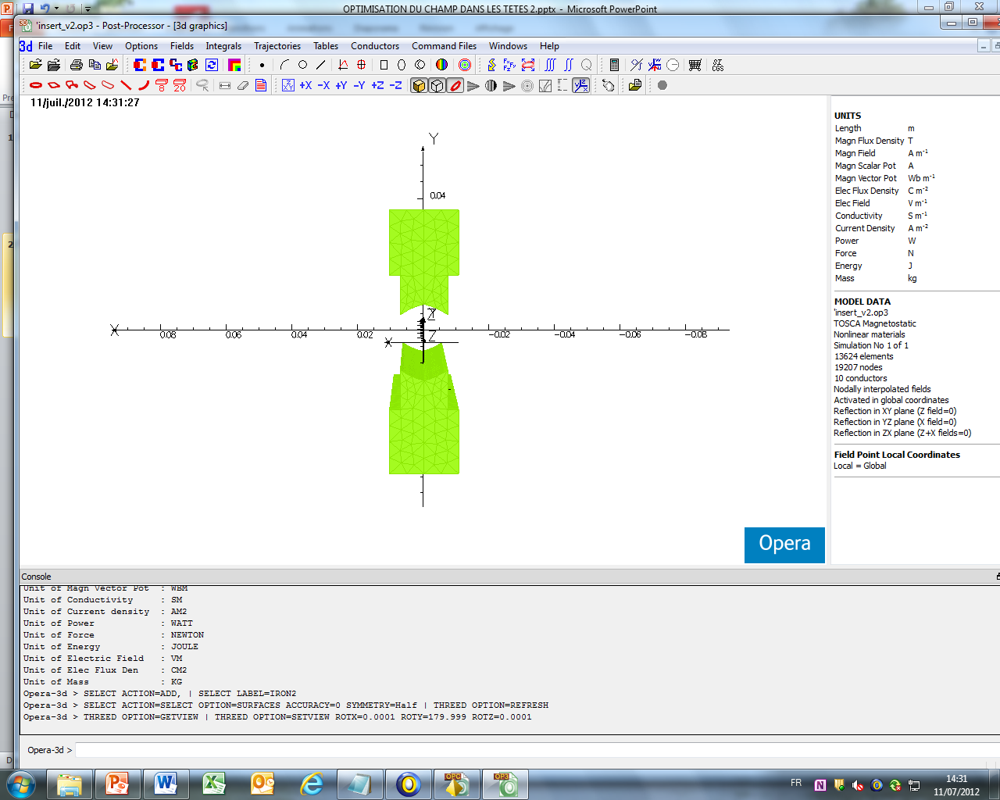 OPTIMISATION DU CHAMP DANS LES TETES 2.pptx - Microsoft PowerPoint
'insert_v2.op3 - Post-Processor - [3d graphics]
3d File Edit View Options Fields Integrals Trajectories Tables Conductors Command Files Windows Help
SI
CGS
8 20 +X -X +Y -Y +Z -Z
11/juil./2012 14:31:27
Y
0.04
X 0.08 0.06 0.04 0.02 -0.02 -0.04 -0.06 -0.08
Z
X
UNITS
Length m
Magn Flux Density T
Magn Field A m-1
Magn Scalar Pot A
Magn Vector Pot Wb m-1
Elec Flux Density C m-2
Elec Field V m-1
Conductivity S m-1
Current Density A m-2
Power W
Force N
Energy J
Mass kg
MODEL DATA
'insert_v2.op3
TOSCA Magnetostatic
Nonlinear materials
Simulation No 1 of 1
13624 elements
19207 nodes
10 conductors
Nodally interpolated fields
Activated in global coordinates
Reflection in XY plane (Z field=0)
Reflection in YZ plane (X field=0)
Reflection in ZX plane (Z+X fields=0)
Field Point Local Coordinates
Local = Global
Opera
Console
Unit of Magn Vector Pot : WBM
Unit of Conductivity : SM
Unit of Current density : AM2
Unit of Power : WATT
Unit of Force : NEWTON
Unit of Energy : JOULE
Unit of Electric Field : VM
Unit of Elec Flux Den : CM2
Unit of Mass : KG
Opera-3d > SELECT ACTION=ADD, | SELECT LABEL=IRON2
Opera-3d > SELECT ACTION=SELECT OPTION=SURFACES ACCURACY=0 SYMMETRY=Half | THREED OPTION=REFRESH
Opera-3d > THREED OPTION=GETVIEW | THREED OPTION=SETVIEW ROTX=0.0001 ROTY=179.999 ROTZ=0.0001
Opera-3d >
FR
14:31
11/07/2012